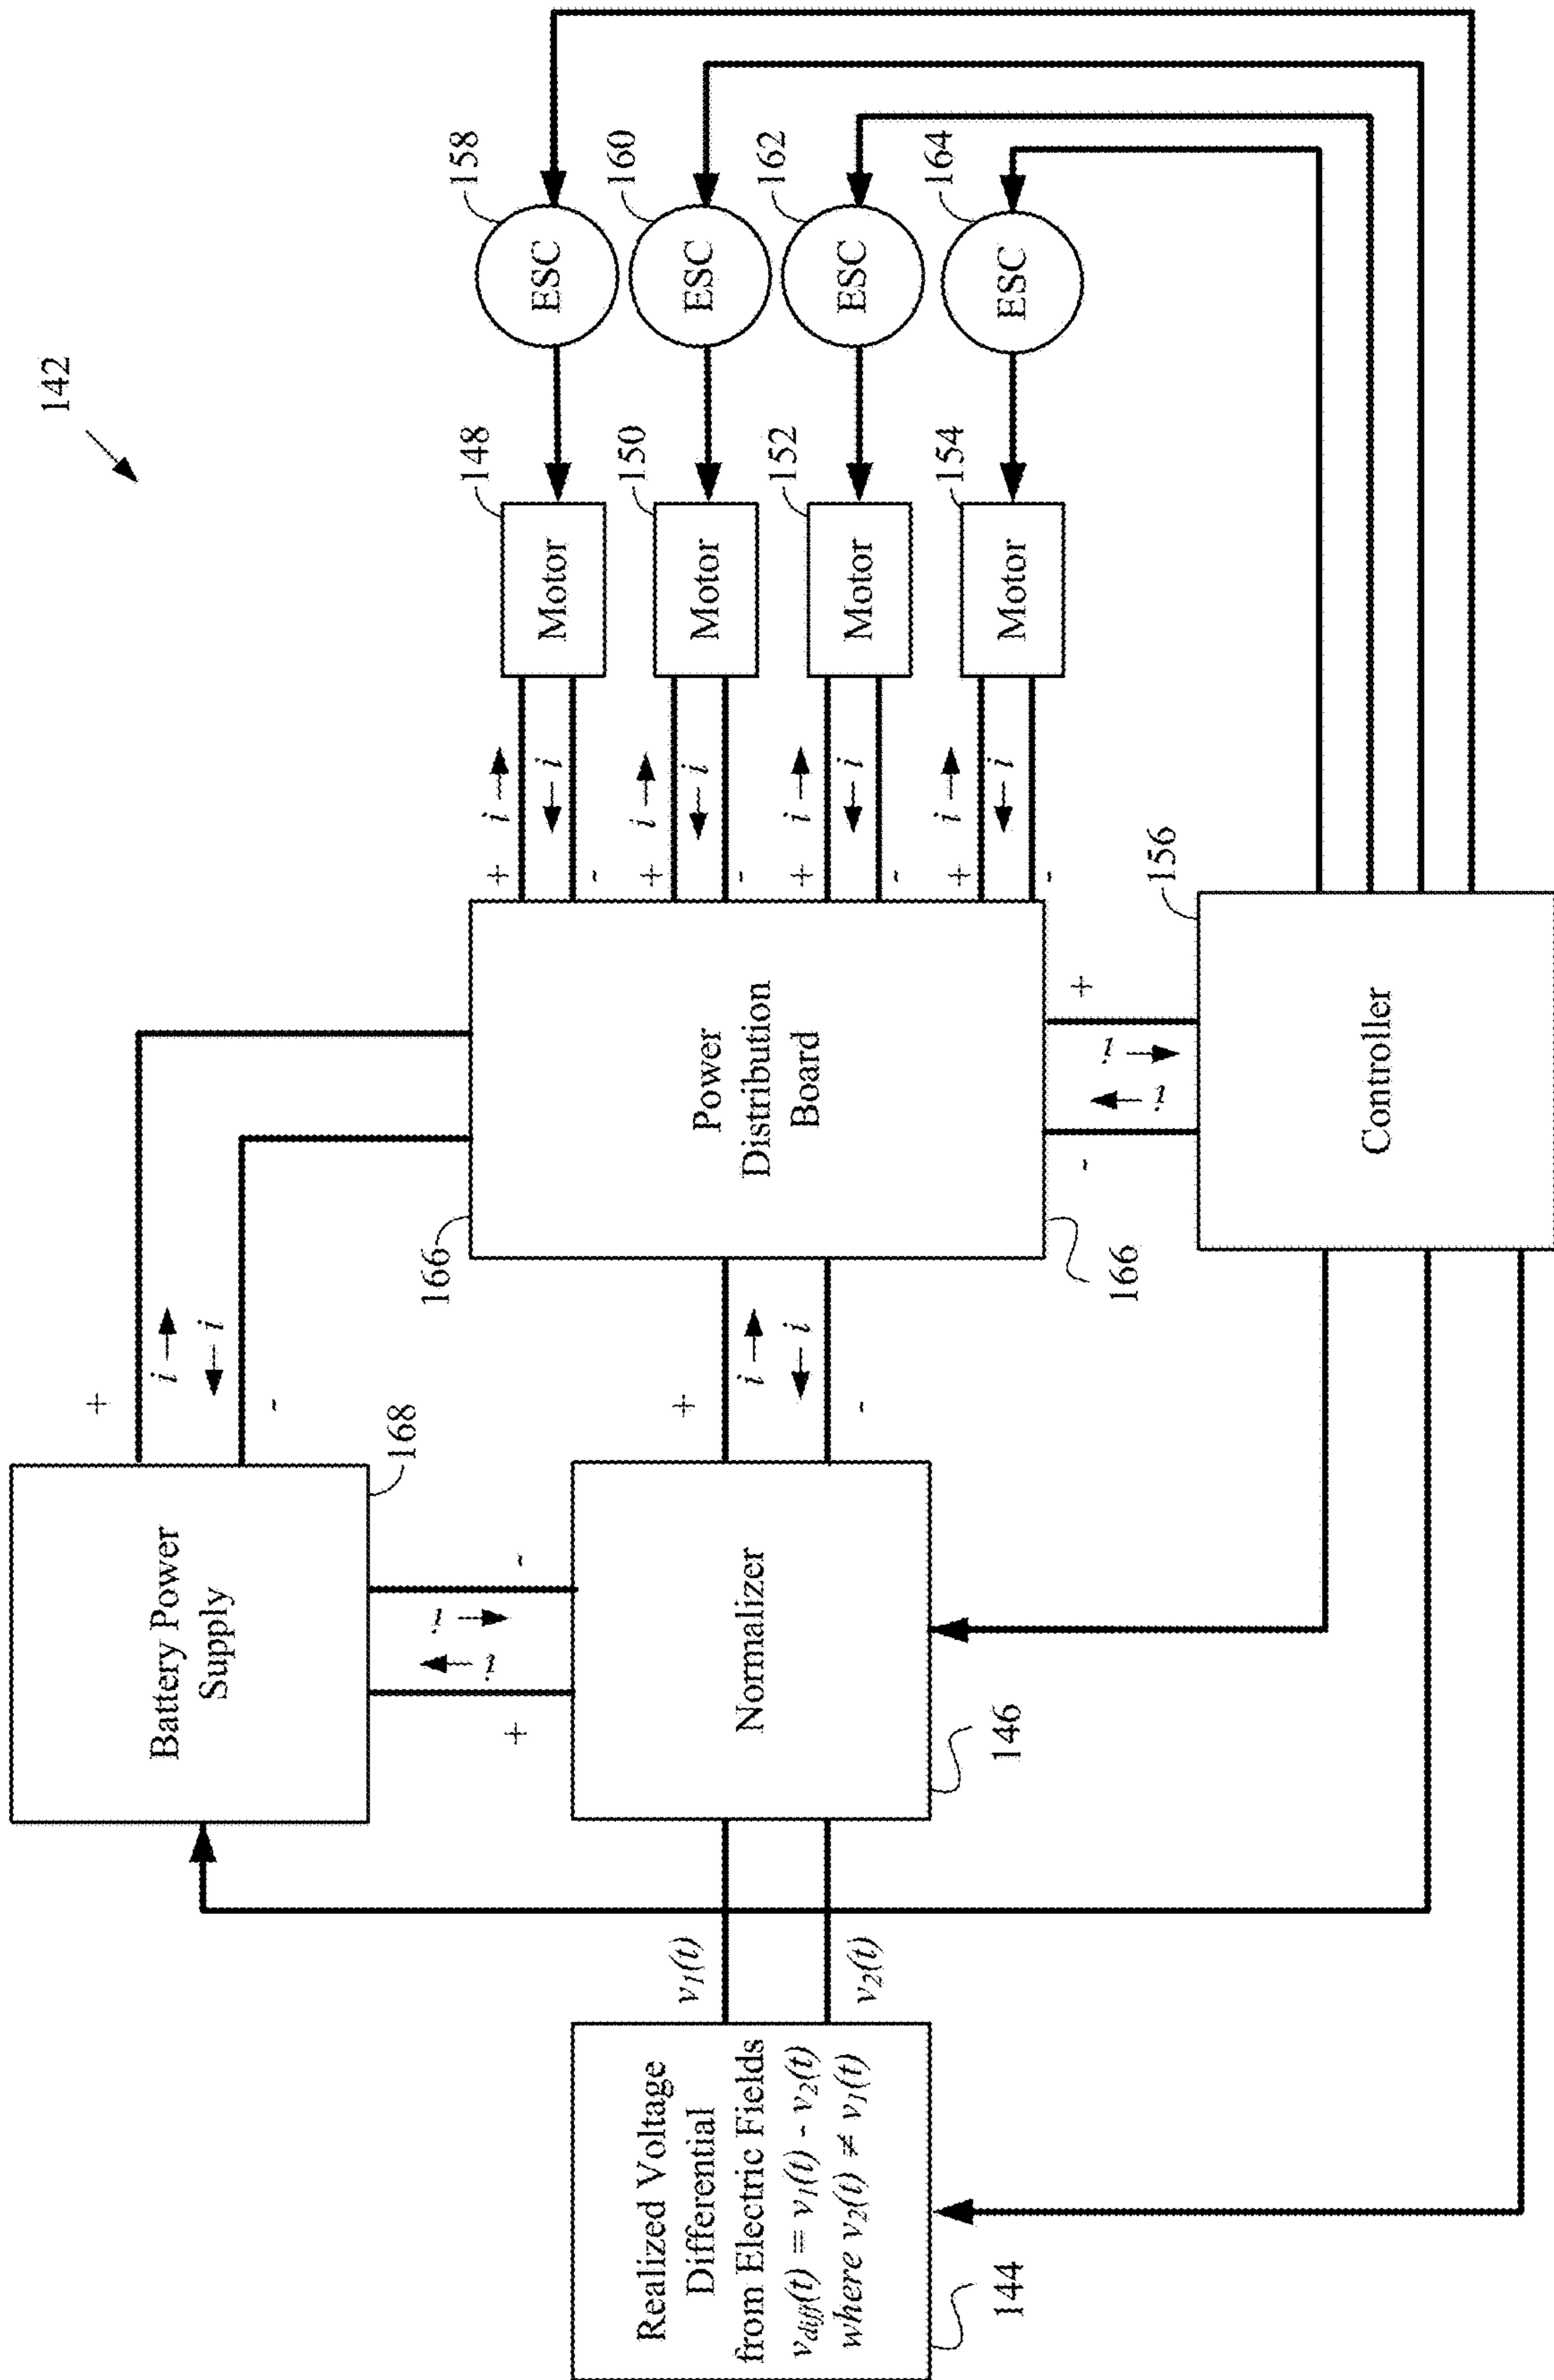 142
Battery Power
Supply
168
+
i
i
-
+
i
i
-
Realized Voltage
Differential
from Electric Fields
vdiff(t) = v1(t) - v2(t)
where v2(t) ≠ v1(t)
144
v1(t)
v2(t)
Normalizer
146
+
i
i
-
166
Power
Distribution
Board
166
+
i
i
-
+
i
i
-
+
i
i
-
+
i
i
-
Motor
148
Motor
150
Motor
152
Motor
154
ESC
158
ESC
160
ESC
162
ESC
164
-
i
i
+
Controller
156